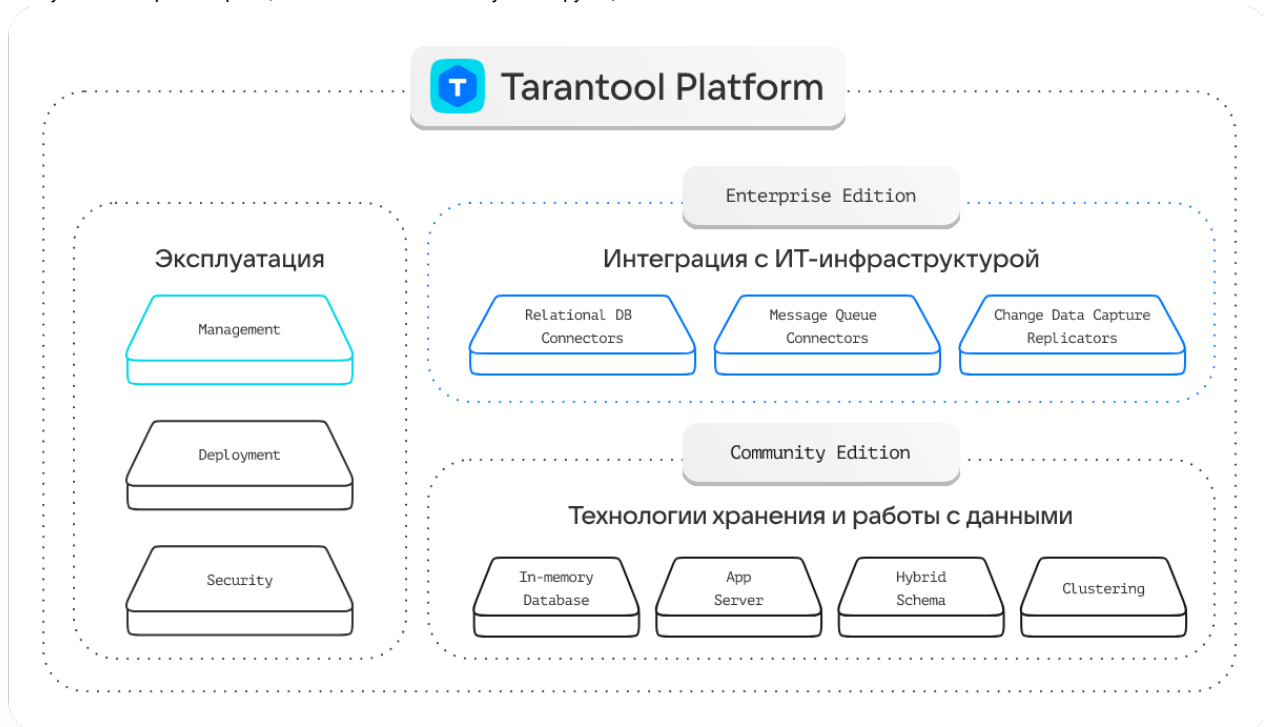 T Tarantool Platform
Enterprise Edition
Эксплуатация
Management
Deployment
Security
Интеграция с ИТ-инфраструктурой
Relational DB
Connectors
Message Queue
Connectors
Change Data Capture
Replicators
Community Edition
Технологии хранения и работы с данными
In-memory
Database
App
Server
Hybrid
Schema
Clustering